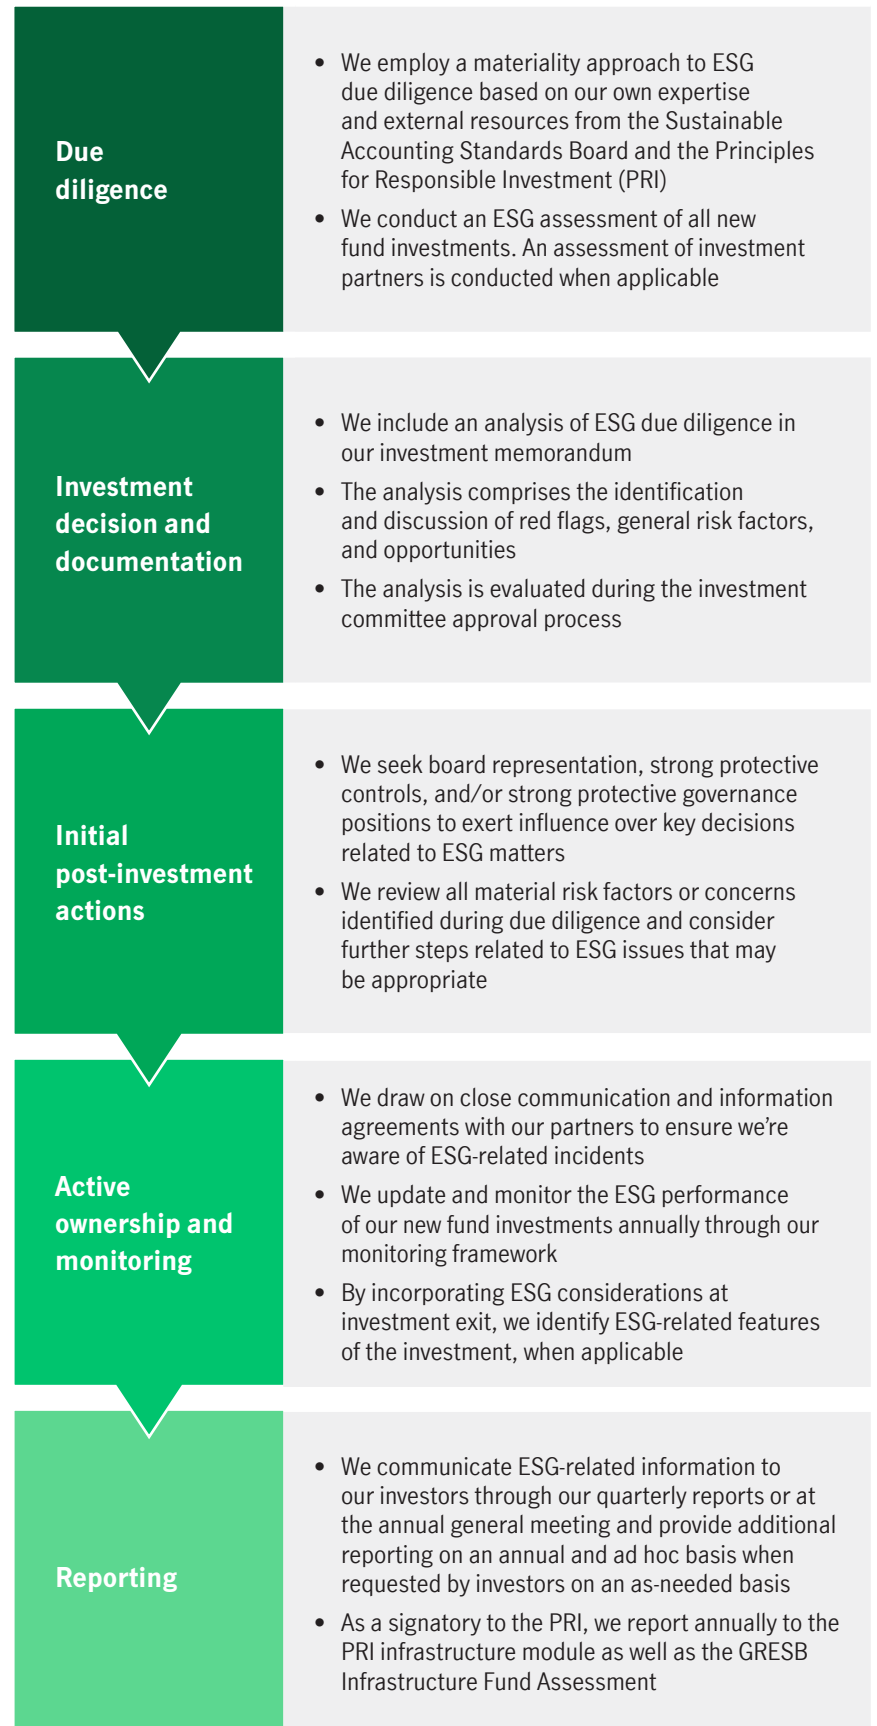 Due
diligence
• We employ a materiality approach to ESG
due diligence based on our own expertise
and external resources from the Sustainable
Accounting Standards Board and the Principles
for Responsible Investment (PRI)
• We conduct an ESG assessment of all new
fund investments. An assessment of investment
partners is conducted when applicable
Investment
decision and
documentation
• We include an analysis of ESG due diligence in
our investment memorandum
• The analysis comprises the identification
and discussion of red flags, general risk factors,
and opportunities
• The analysis is evaluated during the investment
committee approval process
Initial
post-investment
actions
• We seek board representation, strong protective
controls, and/or strong protective governance
positions to exert influence over key decisions
related to ESG matters
• We review all material risk factors or concerns
identified during due diligence and consider
further steps related to ESG issues that may
be appropriate
Active
ownership and
monitoring
• We draw on close communication and information
agreements with our partners to ensure we’re
aware of ESG-related incidents
• We update and monitor the ESG performance
of our new fund investments annually through our
monitoring framework
• By incorporating ESG considerations at
investment exit, we identify ESG-related features
of the investment, when applicable
Reporting
• We communicate ESG-related information to
our investors through our quarterly reports or at
the annual general meeting and provide additional
reporting on an annual and ad hoc basis when
requested by investors on an as-needed basis
• As a signatory to the PRI, we report annually to the
PRI infrastructure module as well as the GRESB
Infrastructure Fund Assessment